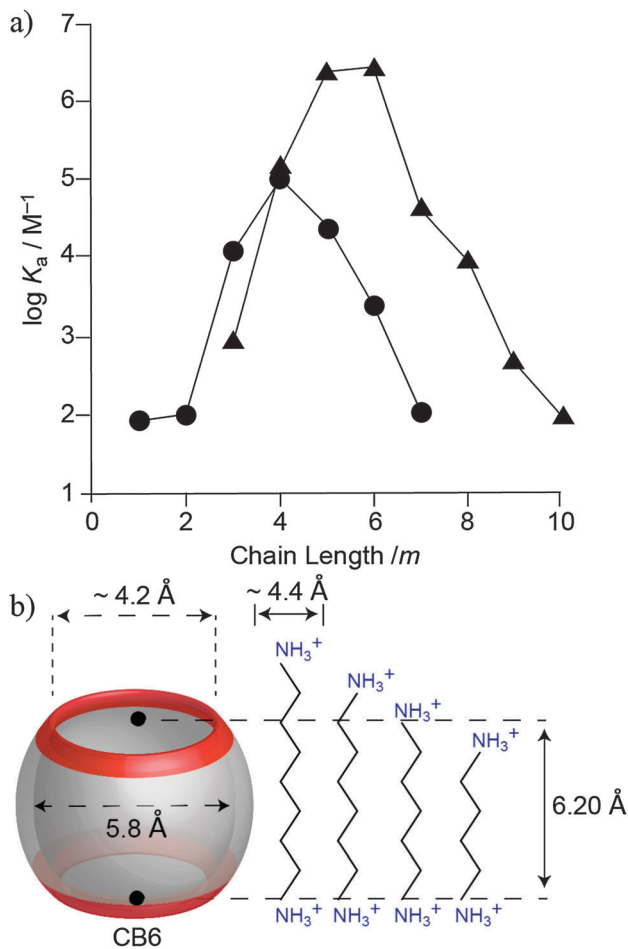 a)
7
6
5
4
3
2
1
log Kₐ / M⁻¹
0 2 4 6 8 10
Chain Length /m
b)
~ 4.2 Å
~ 4.4 Å
NH₃⁺
NH₃⁺
NH₃⁺
NH₃⁺
5.8 Å
6.20 Å
NH₃⁺ NH₃⁺ NH₃⁺ NH₃⁺
CB6